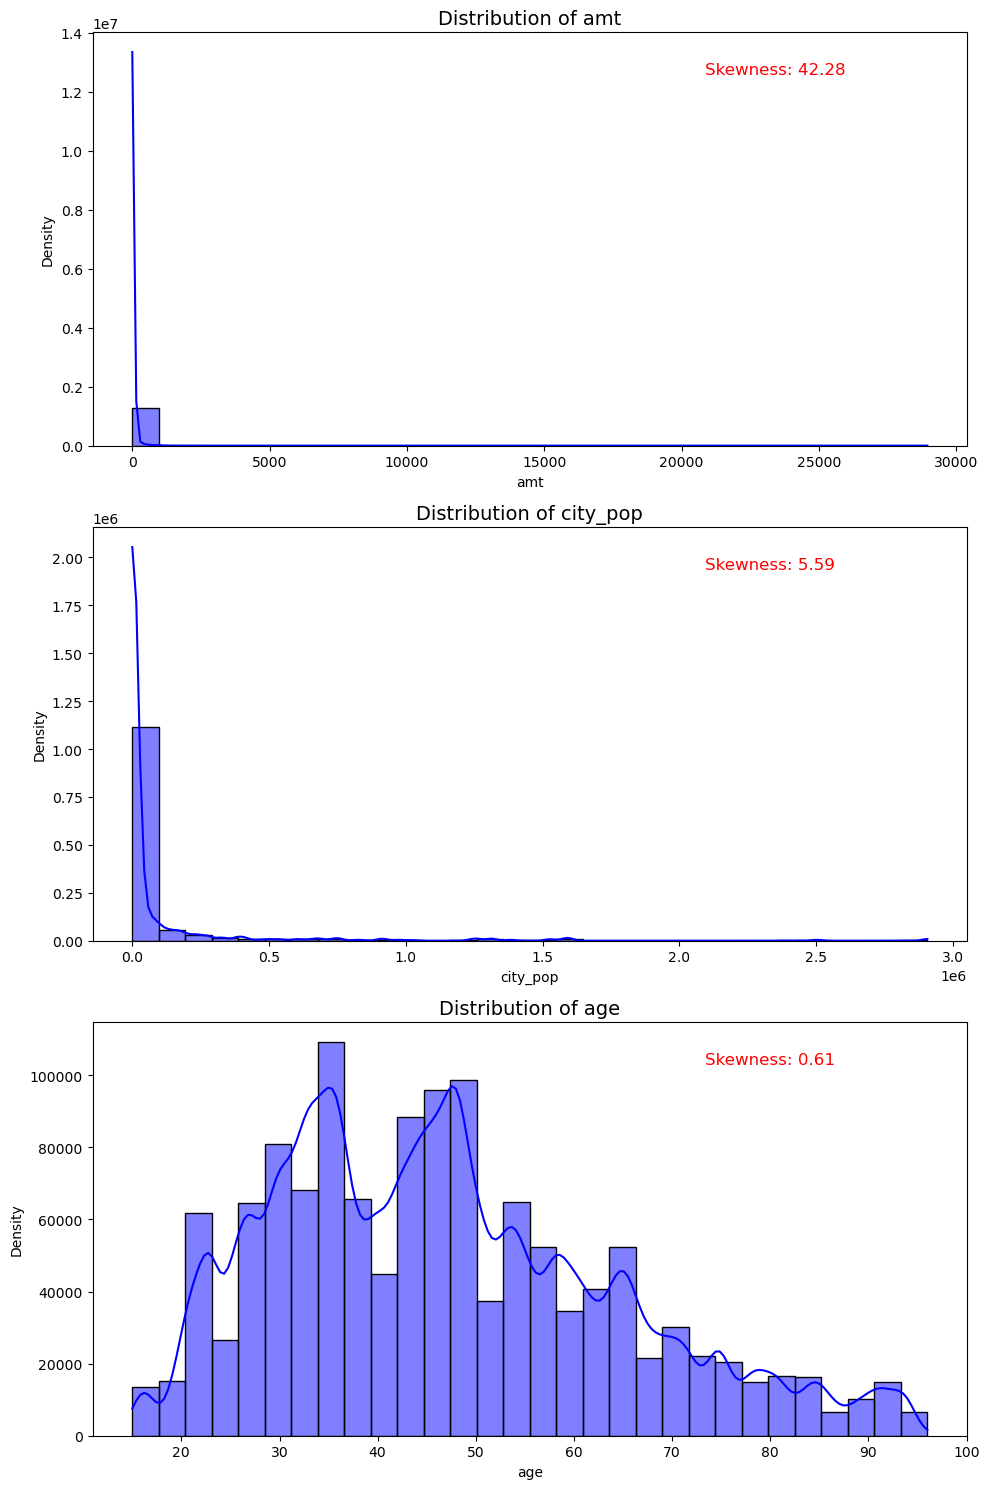 Distribution of amt
1e7
Skewness: 42.28
1.4
1.2
1.0
0.8
0.6
0.4
0.2
0.0
Density
0 5000 10000 15000 20000 25000 30000
amt
Distribution of city_pop
1e6
Skewness: 5.59
2.00
1.75
1.50
1.25
1.00
0.75
0.50
0.25
0.00
Density
0.0 0.5 1.0 1.5 2.0 2.5 3.0
city_pop
1e6
Distribution of age
Skewness: 0.61
100000
80000
60000
40000
20000
0
Density
20 30 40 50 60 70 80 90 100
age